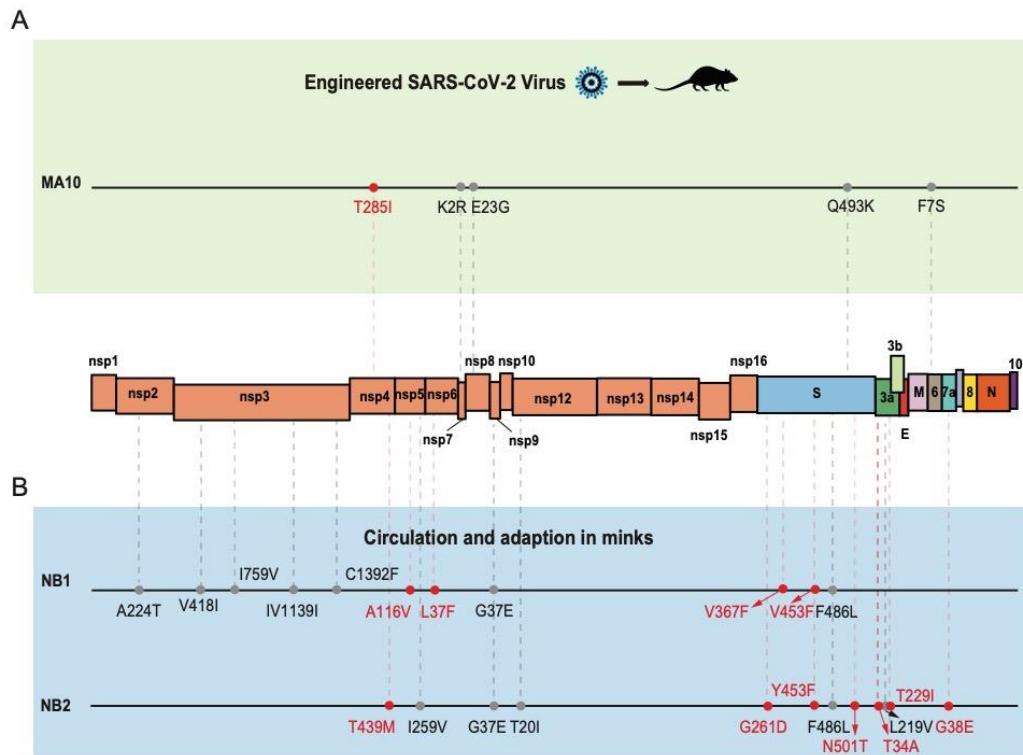 A
Engineered SARS-CoV-2 Virus
MA10
T285I
K2R E23G
Q493K
F7S
3b
nsp1
nsp8 nsp10
nsp16
nsp2
nsp3
nsp4
nsp5
nsp6
nsp12
nsp13
nsp14
S
3a
M
6
7a
8
N
10
nsp7
nsp9
nsp15
E
B
Circulation and adaption in minks
NB1
I759V
C1392F
A224T
V418I
IV1139I
A116V
L37F
G37E
V367F
V453F
F486L
NB2
Y453F
T229I
T439M
I259V
G37E
T20I
G261D
F486L
L219V
G38E
N501T
T34A